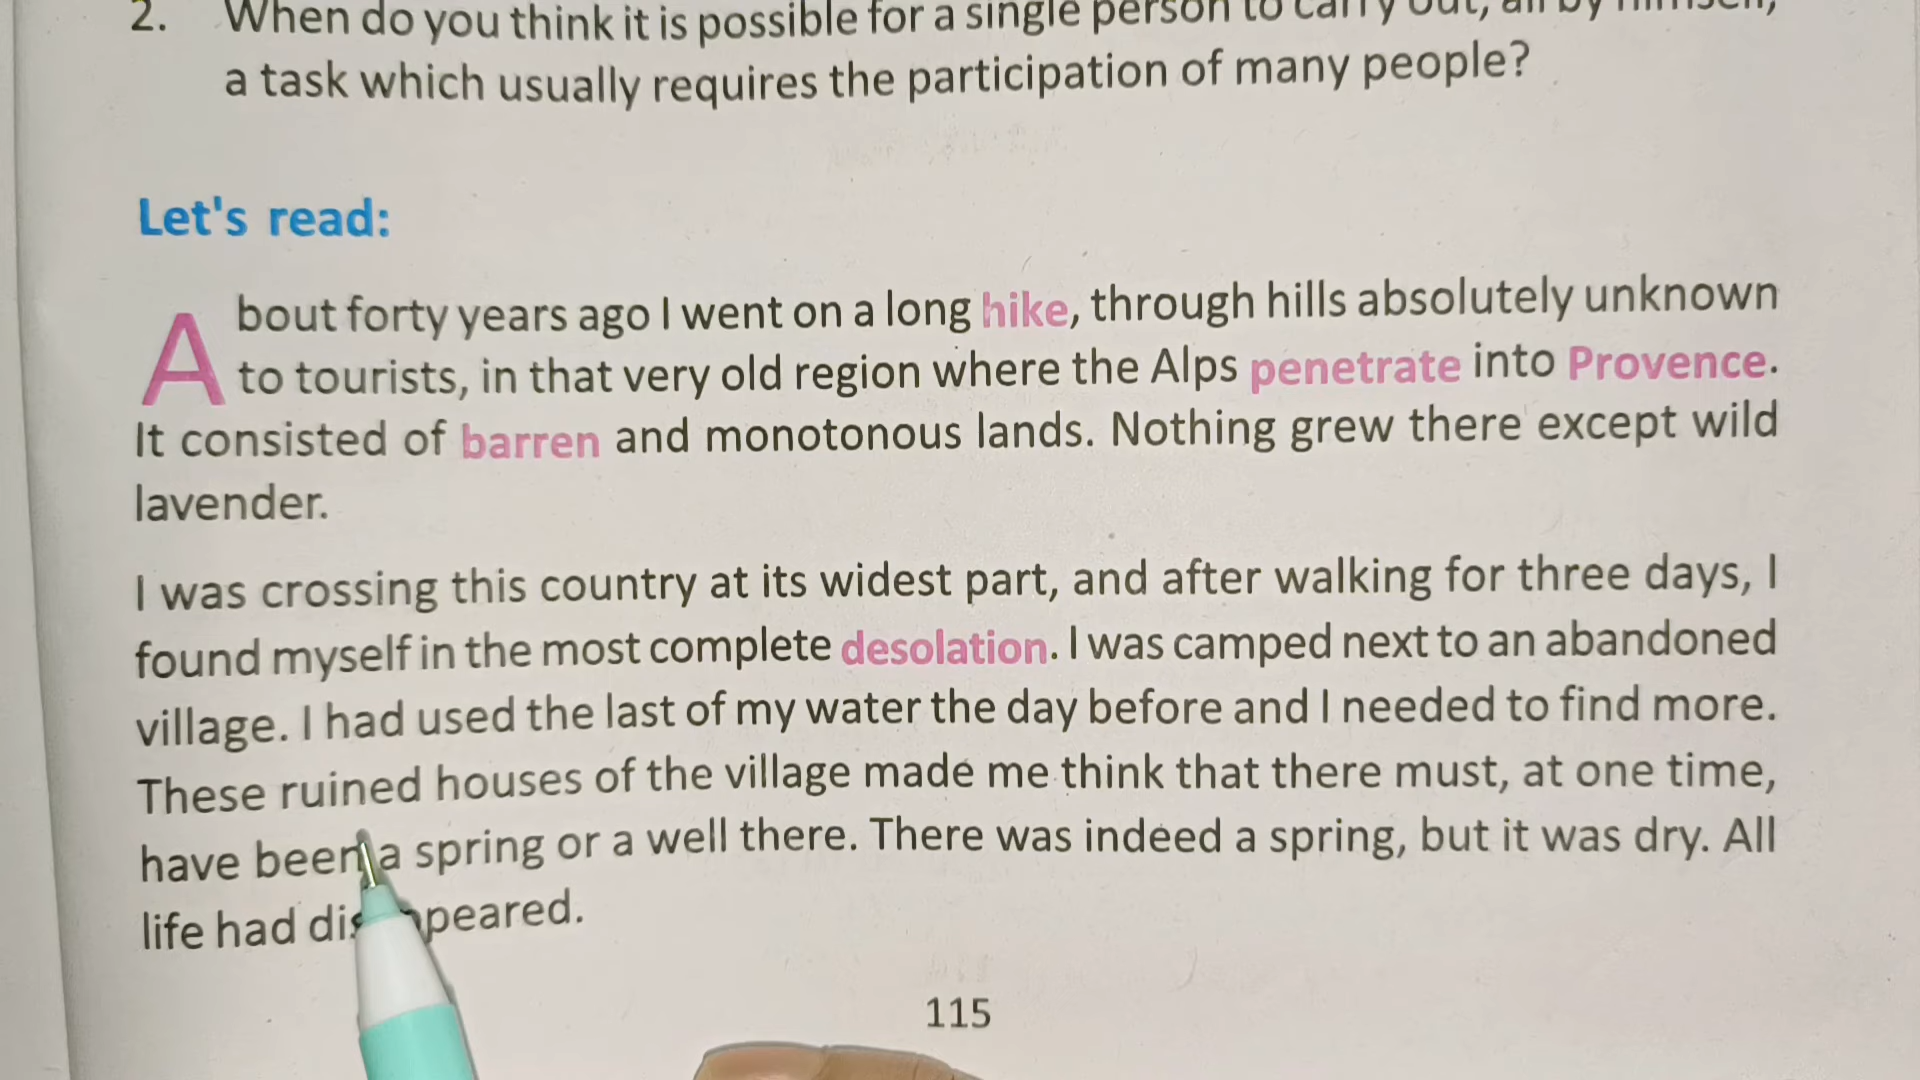 2. When do you think it is possible for a single person to carry out, all by himself,
a task which usually requires the participation of many people?
Let's read:
About forty years ago I went on a long hike, through hills absolutely unknown
to tourists, in that very old region where the Alps penetrate into Provence.
It consisted of barren and monotonous lands. Nothing grew there except wild
lavender.
I was crossing this country at its widest part, and after walking for three days, I
found myself in the most complete desolation. I was camped next to an abandoned
village. I had used the last of my water the day before and I needed to find more.
These ruined houses of the village made me think that there must, at one time,
have been a spring or a well there. There was indeed a spring, but it was dry. All
life had disappeared.
115